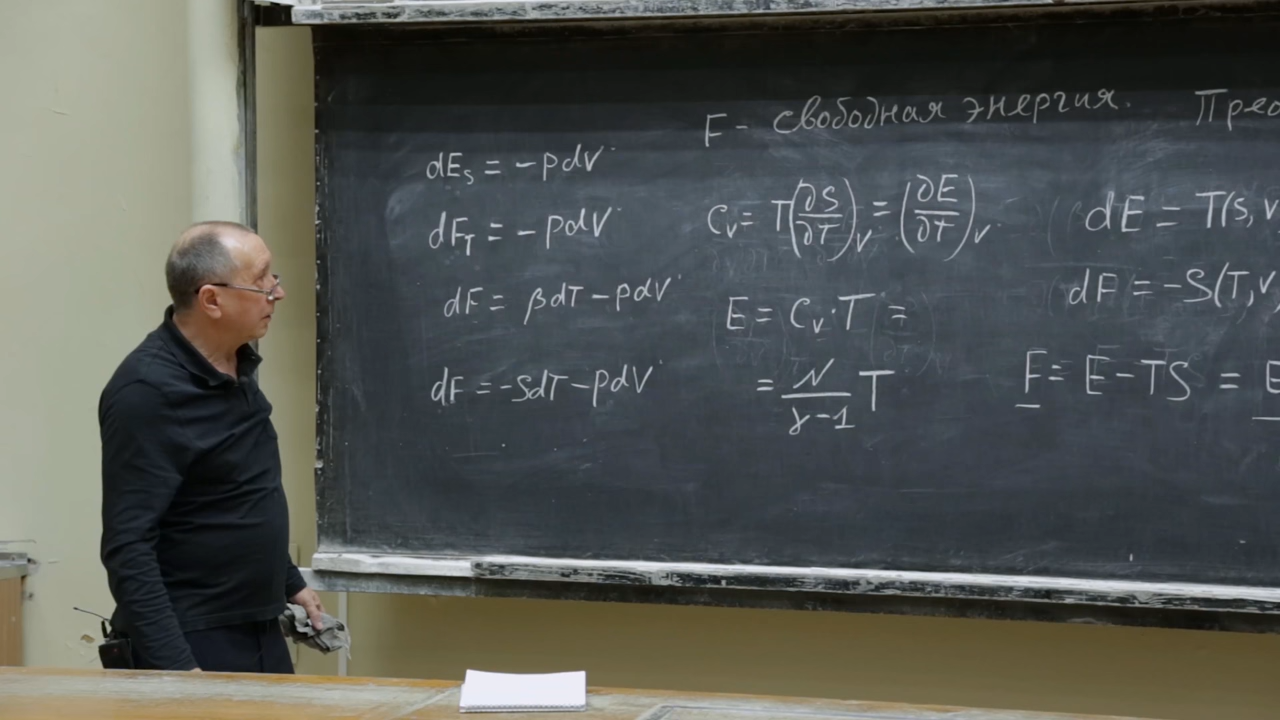 dE_S = -pdV
dF_T = -pdV
dF = βdT - pdV
dF = -SdT - pdV
F - свободная энергия.
C_V = T(∂S/∂T)_V = (∂E/∂T)_V
E = C_V·T =
= N/(γ-1) T
dE = T(S, V
dF = -S(T, V,
F = E - TS = E